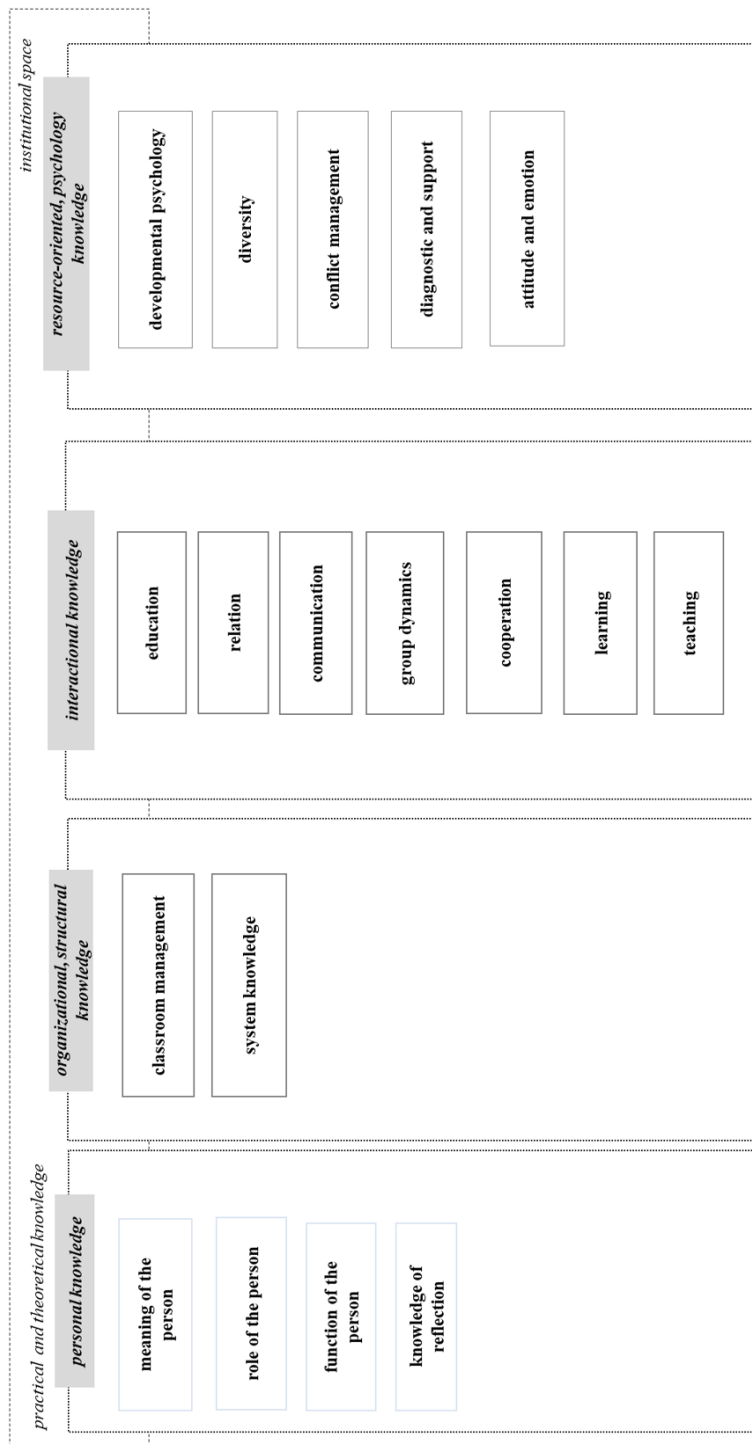 practical and theoretical knowledge
institutional space
personal knowledge
meaning of the
person
role of the person
function of the
person
knowledge of
reflection
organizational, structural
knowledge
classroom management
system knowledge
interactional knowledge
education
relation
communication
group dynamics
cooperation
learning
teaching
resource-oriented, psychology
knowledge
developmental psychology
diversity
conflict management
diagnostic and support
attitude and emotion